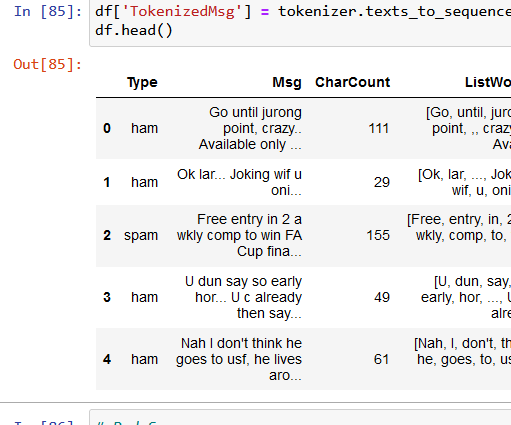 In [85]: df['TokenizedMsg'] = tokenizer.texts_to_sequence
df.head()
Out[85]:
Type Msg CharCount ListWo
0 ham Go until jurong point, crazy.. Available only ... 111 [Go, until, juro point, ,, crazy Ava
1 ham Ok lar... Joking wif u oni... 29 [Ok, lar, ..., Jok wif, u, oni
2 spam Free entry in 2 a wkly comp to win FA Cup fina... 155 [Free, entry, in, 2 wkly, comp, to,
3 ham U dun say so early hor... U c already then say... 49 [U, dun, say, early, hor, ..., U alre
4 ham Nah I don't think he goes to usf, he lives aro... 61 [Nah, I, don't, th he, goes, to, us